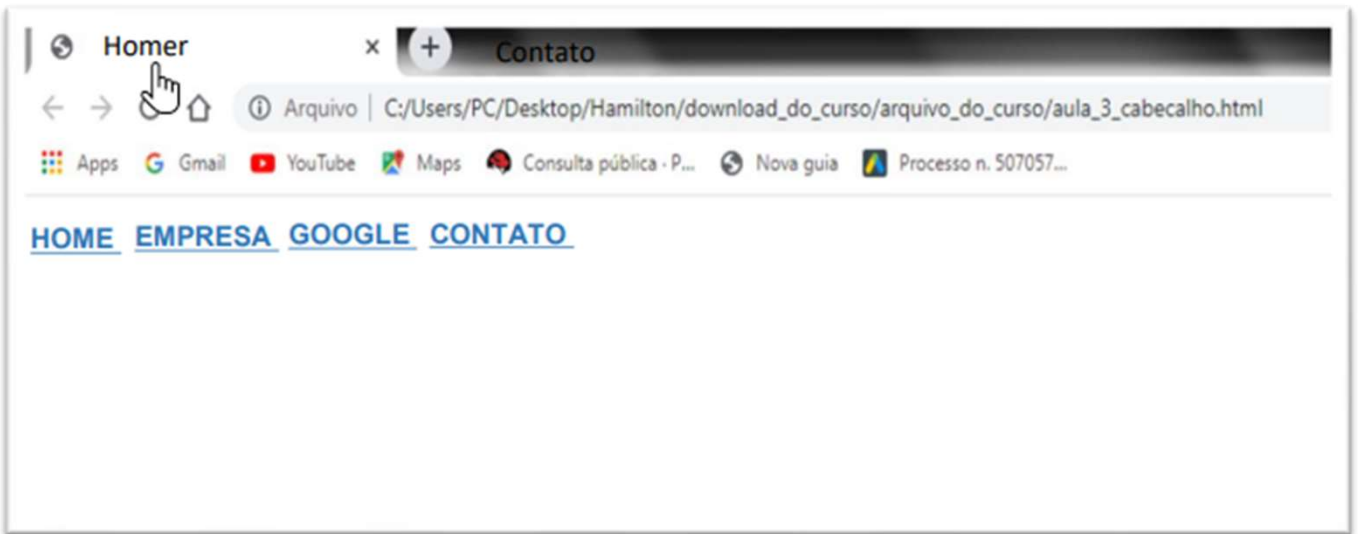 Homer × + Contato
Arquivo | C:/Users/PC/Desktop/Hamilton/download_do_curso/arquivo_do_curso/aula_3_cabecalho.html
Apps Gmail YouTube Maps Consulta pública - P... Nova guia Processo n. 507057...
HOME EMPRESA GOOGLE CONTATO